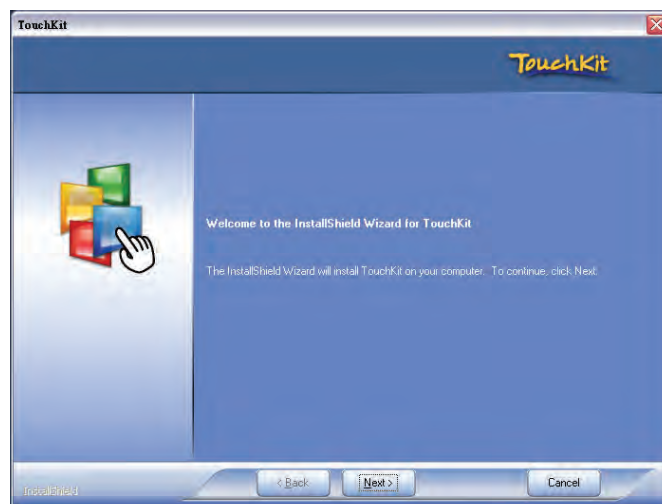 TouchKit
TouchKit
Welcome to the InstallShield Wizard for TouchKit
The InstallShield Wizard will install TouchKit on your computer. To continue, click Next.
InstallShield
< Back
Next >
Cancel